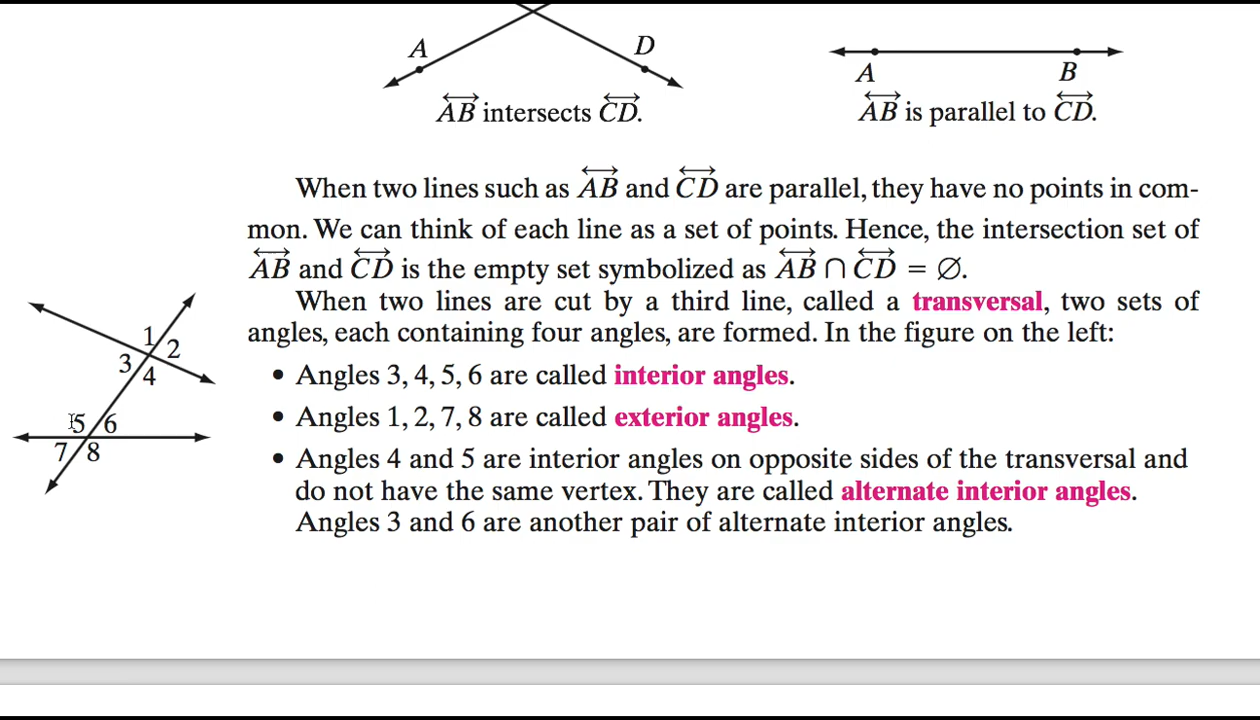 A
D
A
B
AB intersects CD.
AB is parallel to CD.
When two lines such as AB and CD are parallel, they have no points in com-
mon. We can think of each line as a set of points. Hence, the intersection set of
AB and CD is the empty set symbolized as AB ∩ CD = ∅.
When two lines are cut by a third line, called a transversal, two sets of
angles, each containing four angles, are formed. In the figure on the left:
• Angles 3, 4, 5, 6 are called interior angles.
• Angles 1, 2, 7, 8 are called exterior angles.
• Angles 4 and 5 are interior angles on opposite sides of the transversal and
do not have the same vertex. They are called alternate interior angles.
Angles 3 and 6 are another pair of alternate interior angles.
1
2
3
4
5
6
7
8